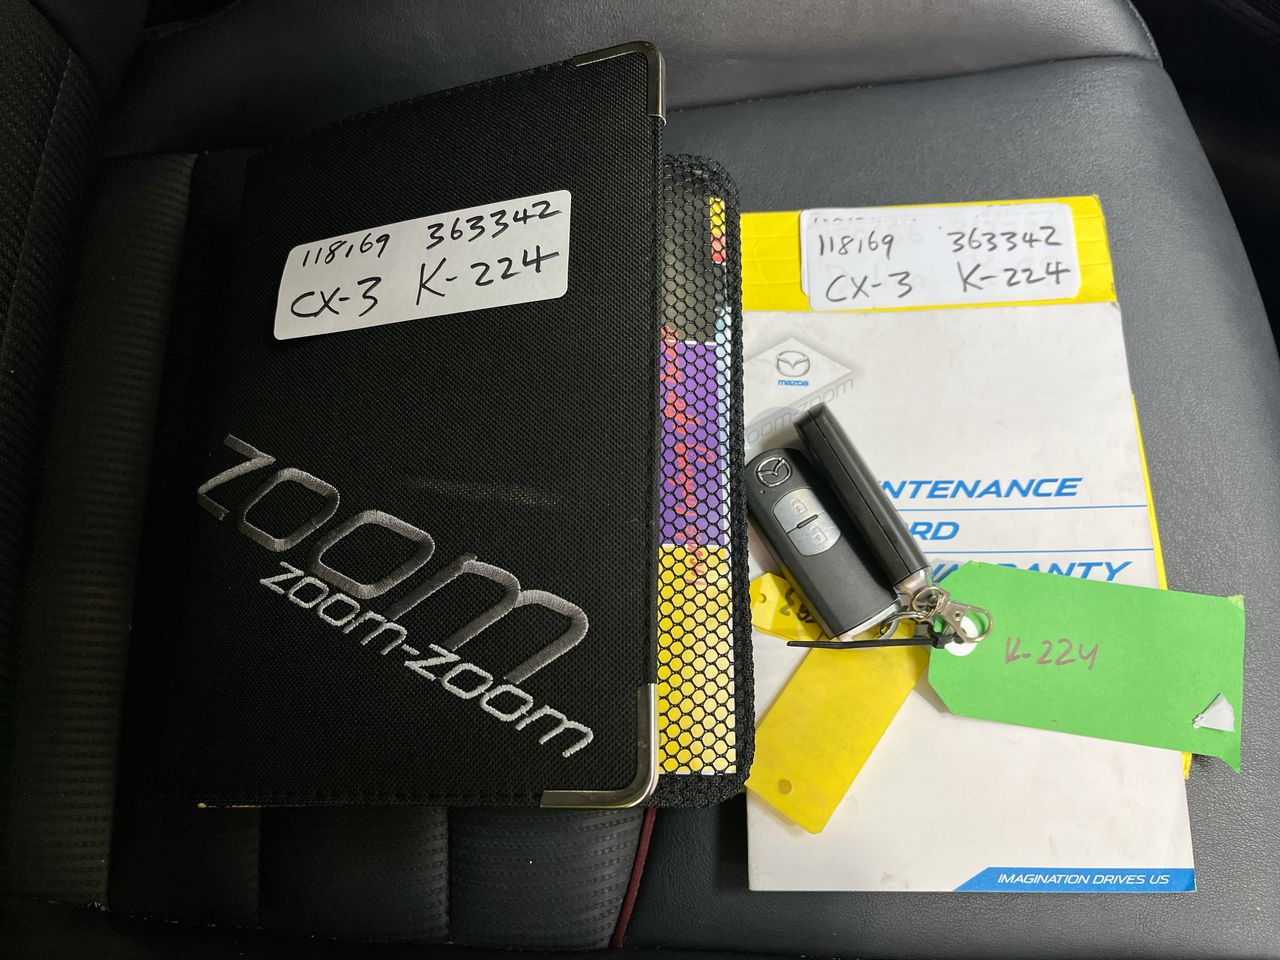 118169 363342
CX-3 K-224
zoom
zoom-zoom
118169 363342
CX-3 K-224
mazda
zoom-zoom
NTENANCE
RD
WARRANTY
K-224
IMAGINATION DRIVES US